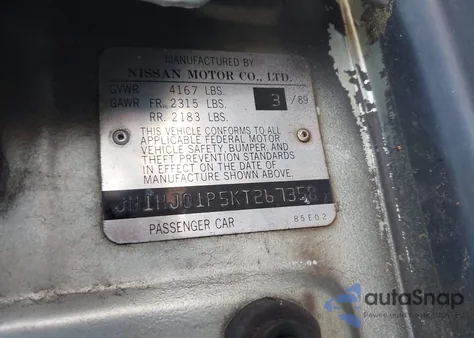 MANUFACTURED BY
NISSAN MOTOR CO., LTD.
GVWR 4167 LBS.
GAWR FR. 2315 LBS. 3 / 89
RR. 2183 LBS.
THIS VEHICLE CONFORMS TO ALL
APPLICABLE FEDERAL MOTOR
VEHICLE SAFETY, BUMPER, AND
THEFT PREVENTION STANDARDS
IN EFFECT ON THE DATE OF
MANUFACTURE SHOWN ABOVE.
PASSENGER CAR 85E02
autoSnap